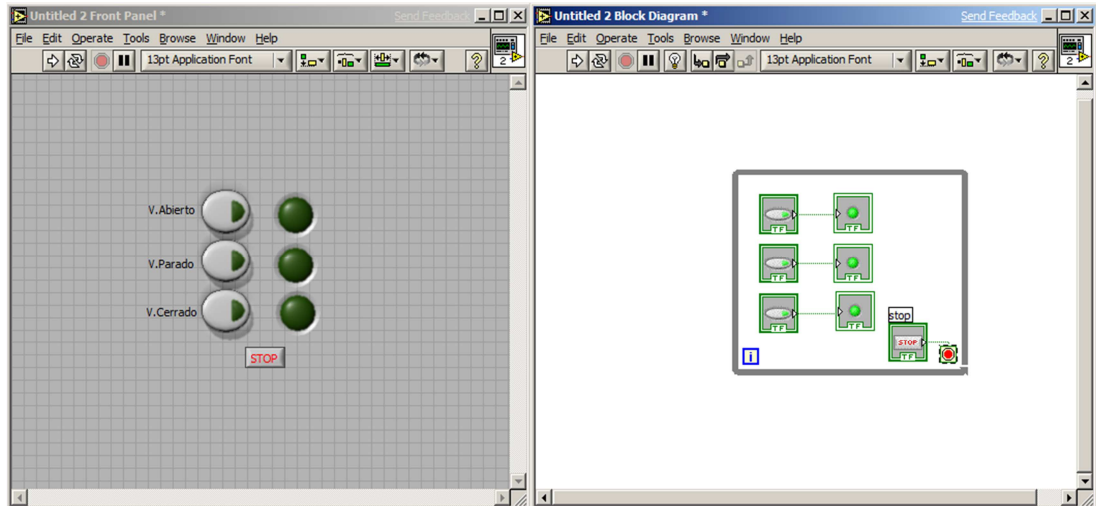 Untitled 2 Front Panel *
Send Feedback
File Edit Operate Tools Browse Window Help
13pt Application Font
2
V.Abierto
V.Parado
V.Cerrado
STOP
Untitled 2 Block Diagram *
Send Feedback
File Edit Operate Tools Browse Window Help
13pt Application Font
2
TF
TF
TF
TF
TF
TF
stop
STOP
TF
i